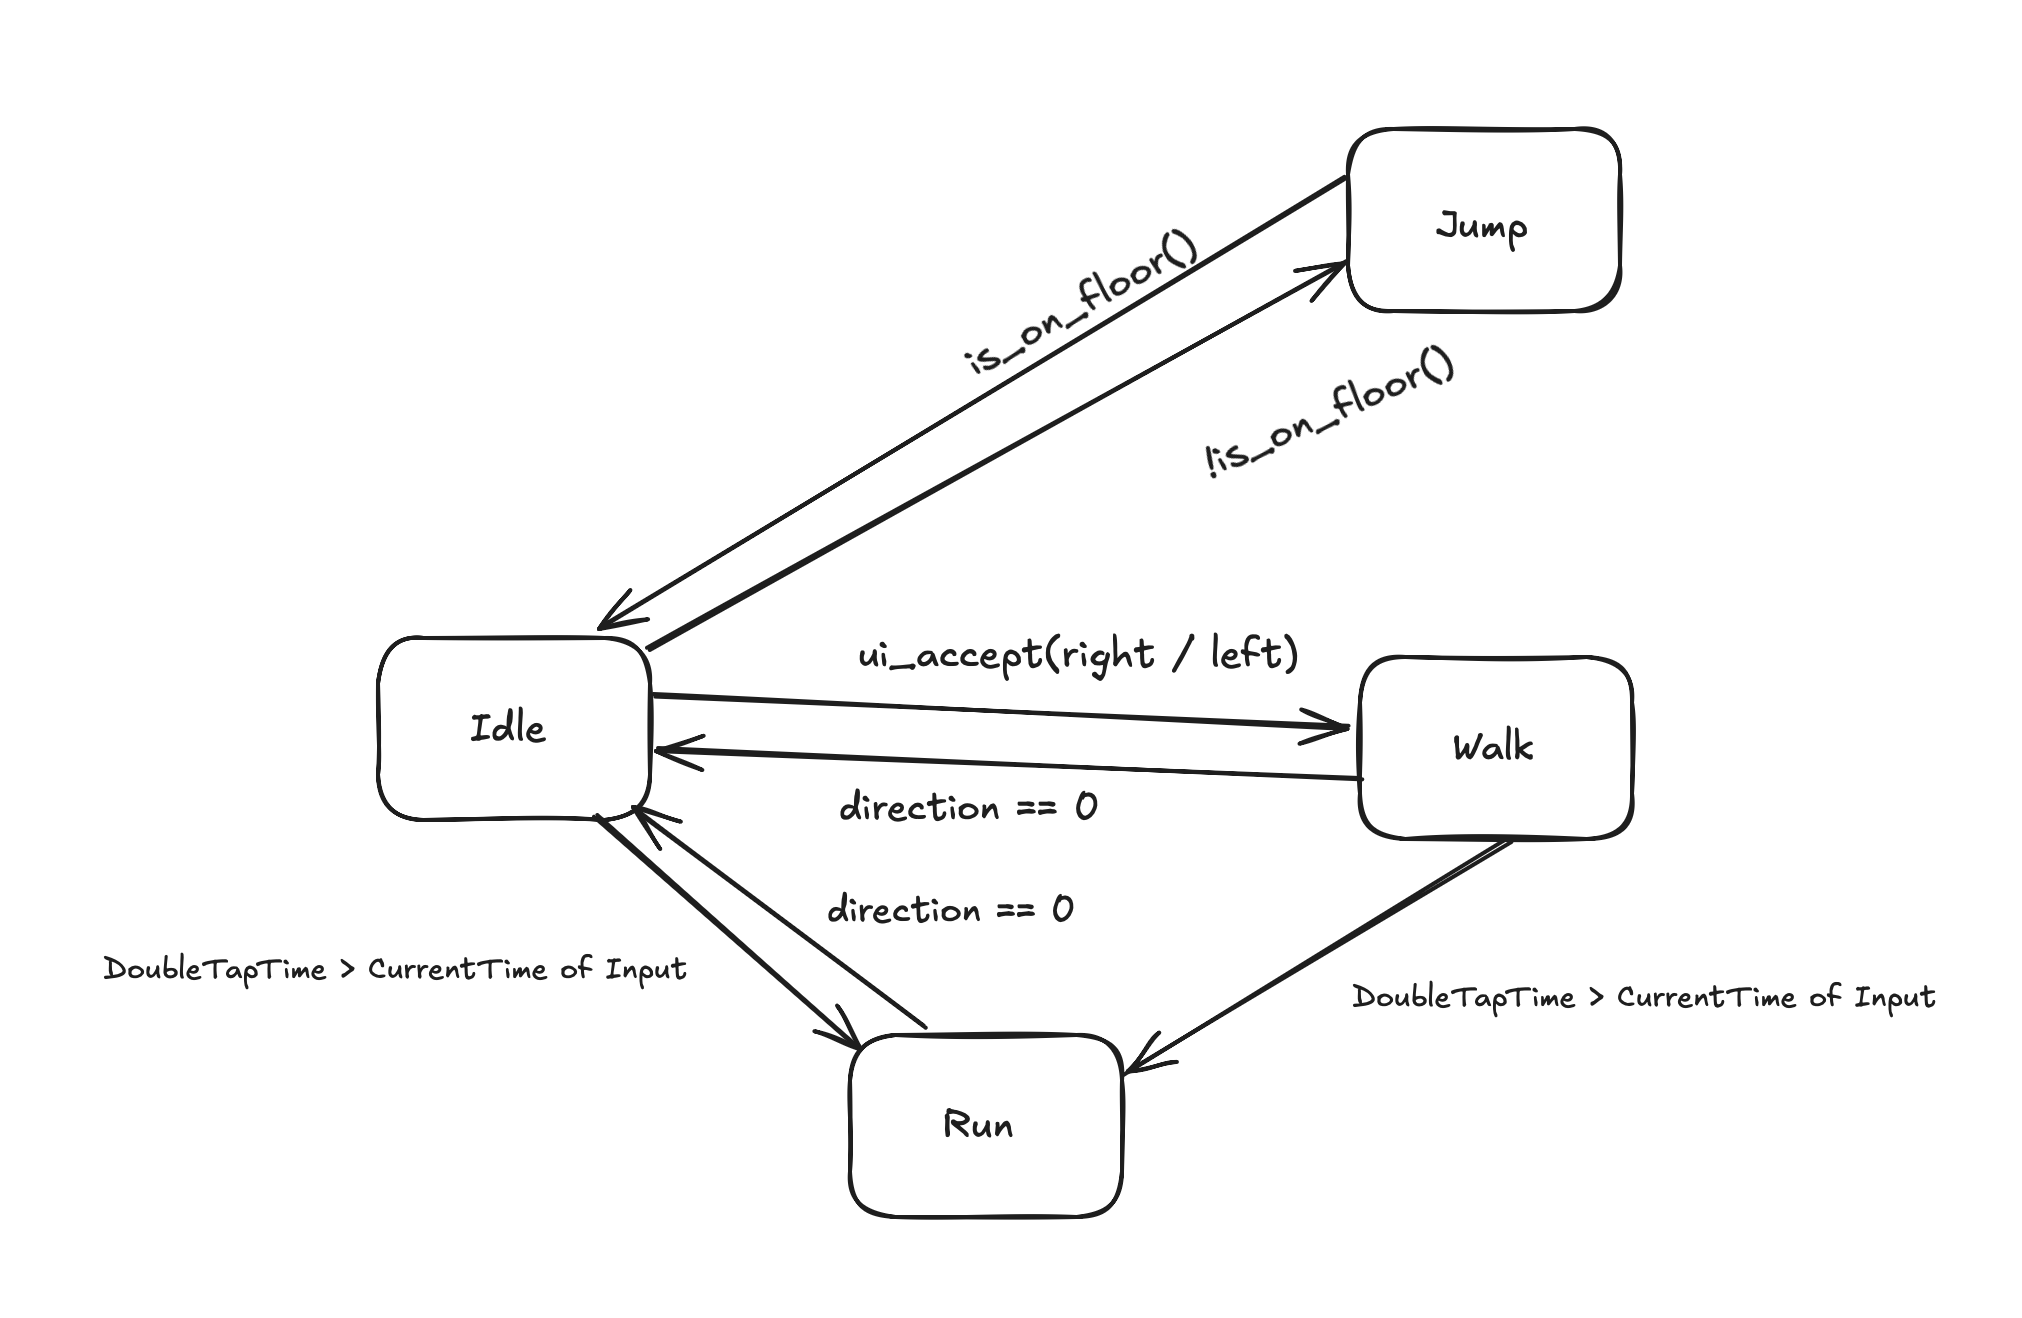 Jump
is_on_floor()
!is_on_floor()
ui_accept(right / left)
Idle
Walk
direction == 0
direction == 0
DoubleTapTime > CurrentTime of Input
DoubleTapTime > CurrentTime of Input
Run